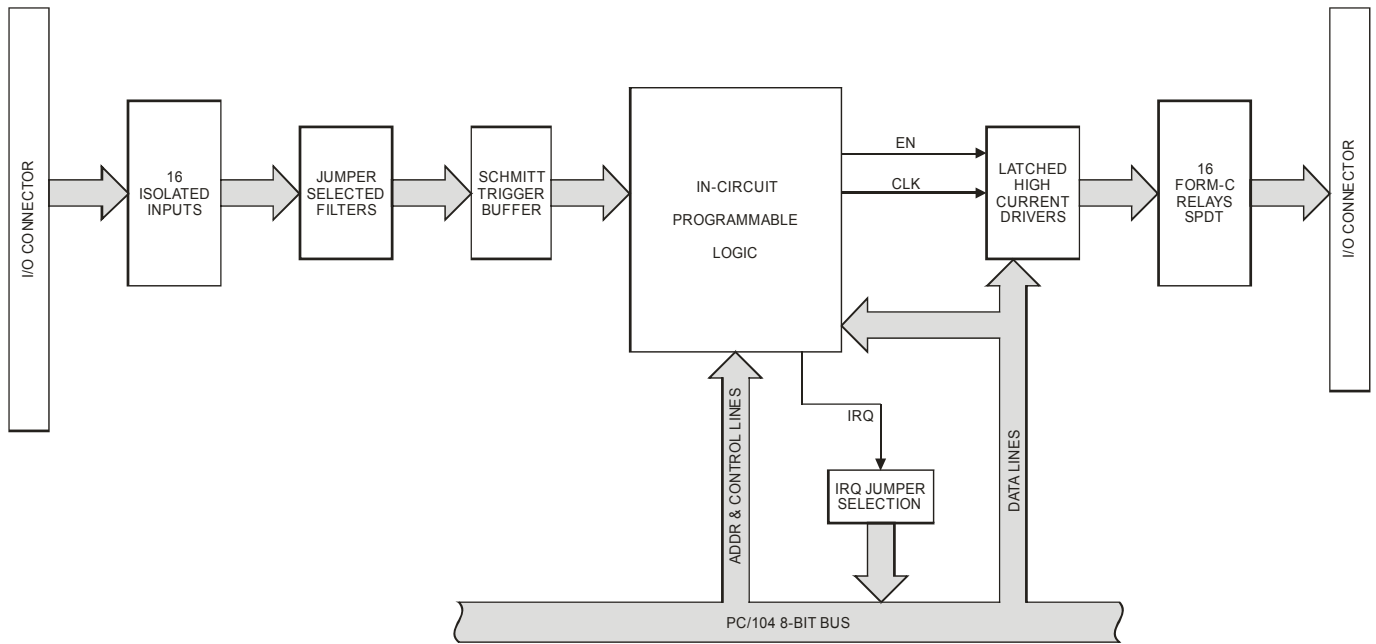 I/O CONNECTOR
16
ISOLATED
INPUTS
JUMPER
SELECTED
FILTERS
SCHMITT
TRIGGER
BUFFER
IN-CIRCUIT
PROGRAMMABLE
LOGIC
EN
CLK
LATCHED
HIGH
CURRENT
DRIVERS
16
FORM-C
RELAYS
SPDT
I/O CONNECTOR
ADDR & CONTROL LINES
IRQ
IRQ JUMPER
SELECTION
DATA LINES
PC/104 8-BIT BUS